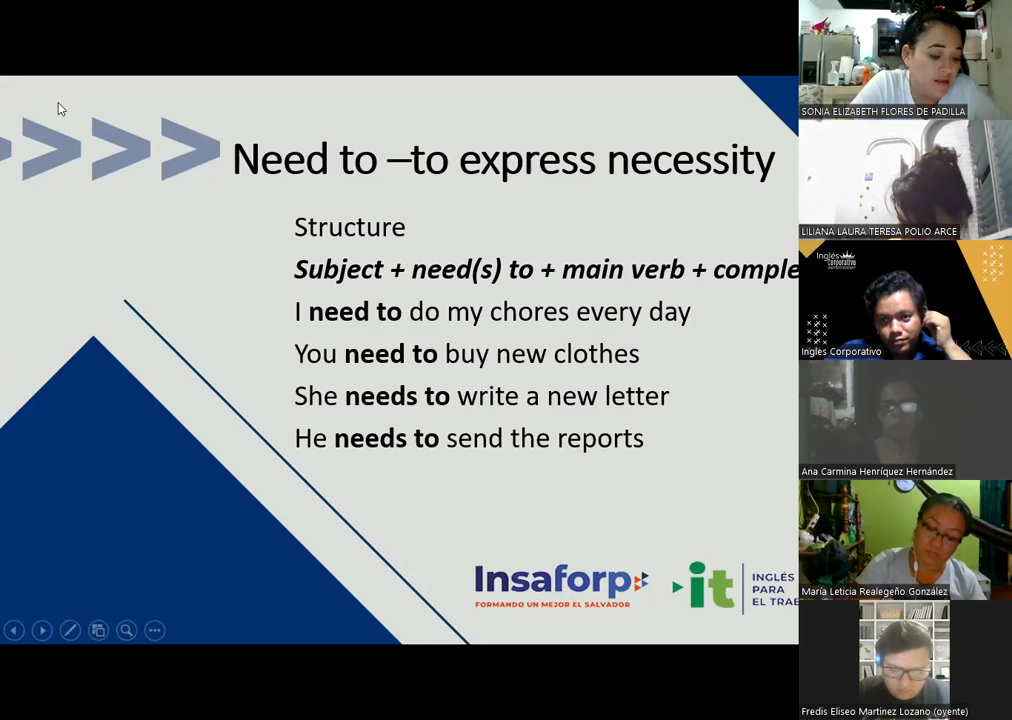 Need to –to express necessity
Structure
Subject + need(s) to + main verb + comple
I need to do my chores every day
You need to buy new clothes
She needs to write a new letter
He needs to send the reports
Insaforp
FORMANDO UN MEJOR EL SALVADOR
it
INGLÉS
PARA
EL TRA
SONIA ELIZABETH FLORES DE PADILLA
LILIANA LAURA TERESA POLIO ARCE
Inglés
Corporativo
Ingles Corporativo
Ana Carmina Henríquez Hernández
María Leticia Realegeño González
Fredis Eliseo Martinez Lozano (oyente)